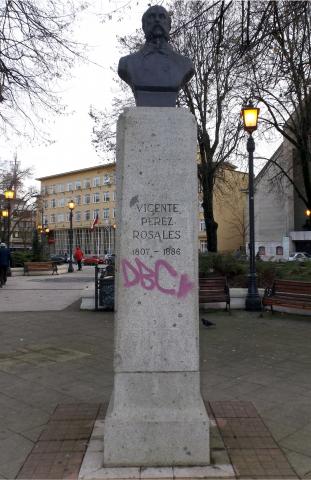 VICENTE
PEREZ
ROSALES
1807 - 1886
DBC